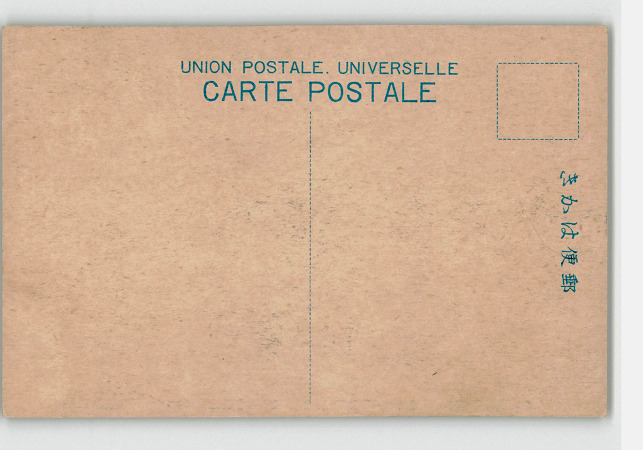 UNION POSTALE. UNIVERSELLE
CARTE POSTALE
きかは便郵